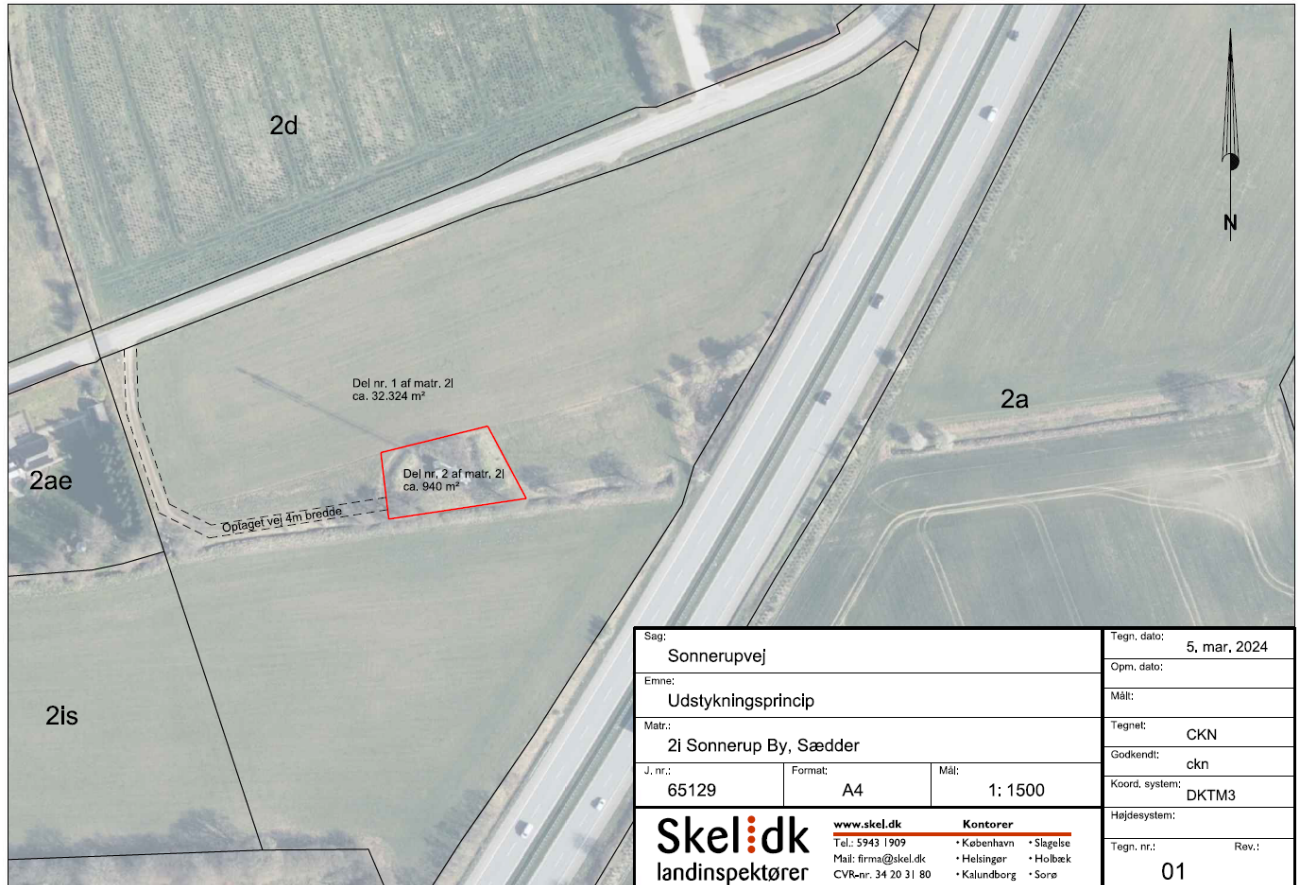 2d
N
Del nr. 1 af matr. 2i
ca. 32.324 m²
2a
2ae
Del nr. 2 af matr. 2i
ca. 940 m²
Optaget vej 4m bredde
2is
Sag:
Sonnerupvej
Emne:
Udstykningsprincip
Matr.:
2i Sonnerup By, Sædder
J. nr.:
65129
Format:
A4
Mål:
1: 1500
Tegn. dato:
5. mar. 2024
Opm. dato:
Målt:
Tegnet:
CKN
Godkendt:
ckn
Koord. system:
DKTM3
Højdesystem:
Tegn. nr.:
01
Rev.:
Skel:dk
landinspektører
www.skel.dk
Tel.: 5943 1909
Mail: firma@skel.dk
CVR-nr. 34 20 31 80
Kontorer
• København • Slagelse
• Helsingør • Holbæk
• Kalundborg • Sorø